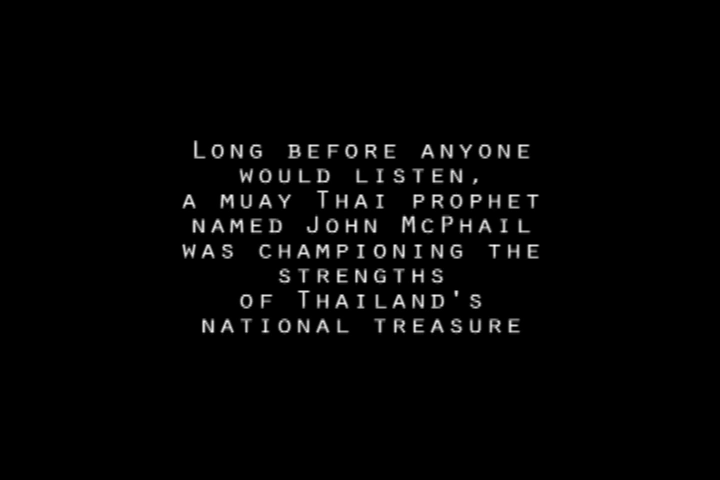 Long before anyone
would listen,
a muay Thai prophet
named John McPhail
was championing the
strengths
of Thailand's
national treasure